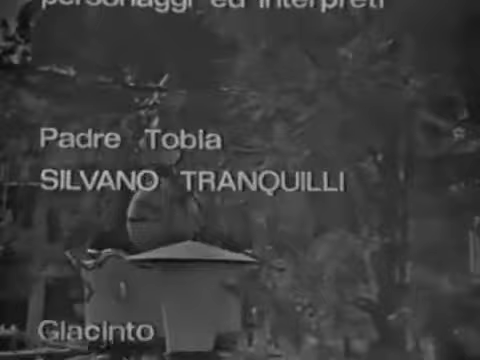 personaggi ed interpreti
Padre Tobia
SILVANO TRANQUILLI
Giacinto